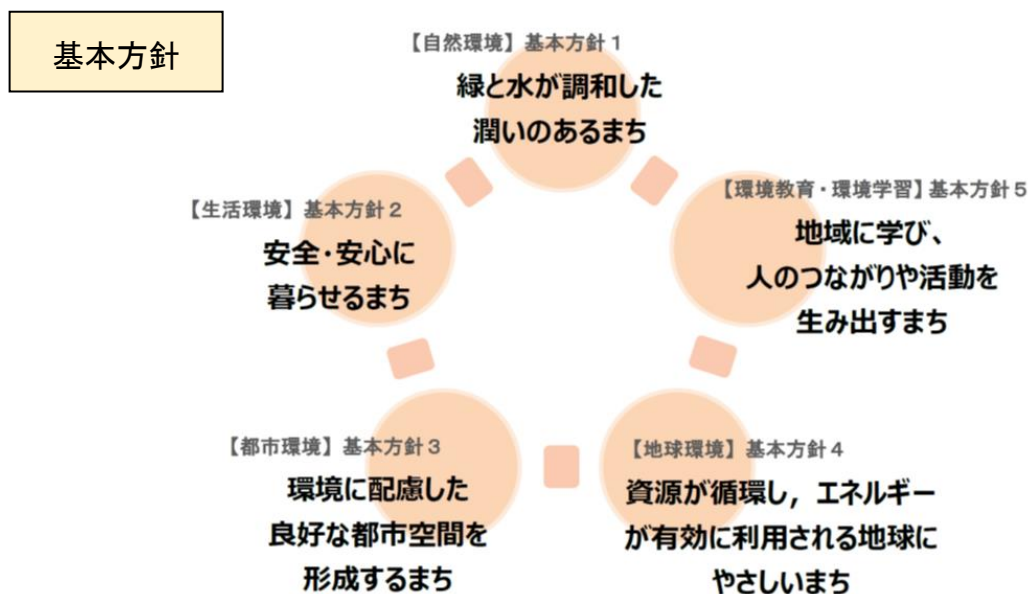 基本方針
【自然環境】基本方針１
緑と水が調和した
潤いのあるまち
【生活環境】基本方針２
安全・安心に
暮らせるまち
【都市環境】基本方針３
環境に配慮した
良好な都市空間を
形成するまち
【地球環境】基本方針４
資源が循環し，エネルギー
が有効に利用される地球に
やさしいまち
【環境教育・環境学習】基本方針５
地域に学び、
人のつながりや活動を
生み出すまち